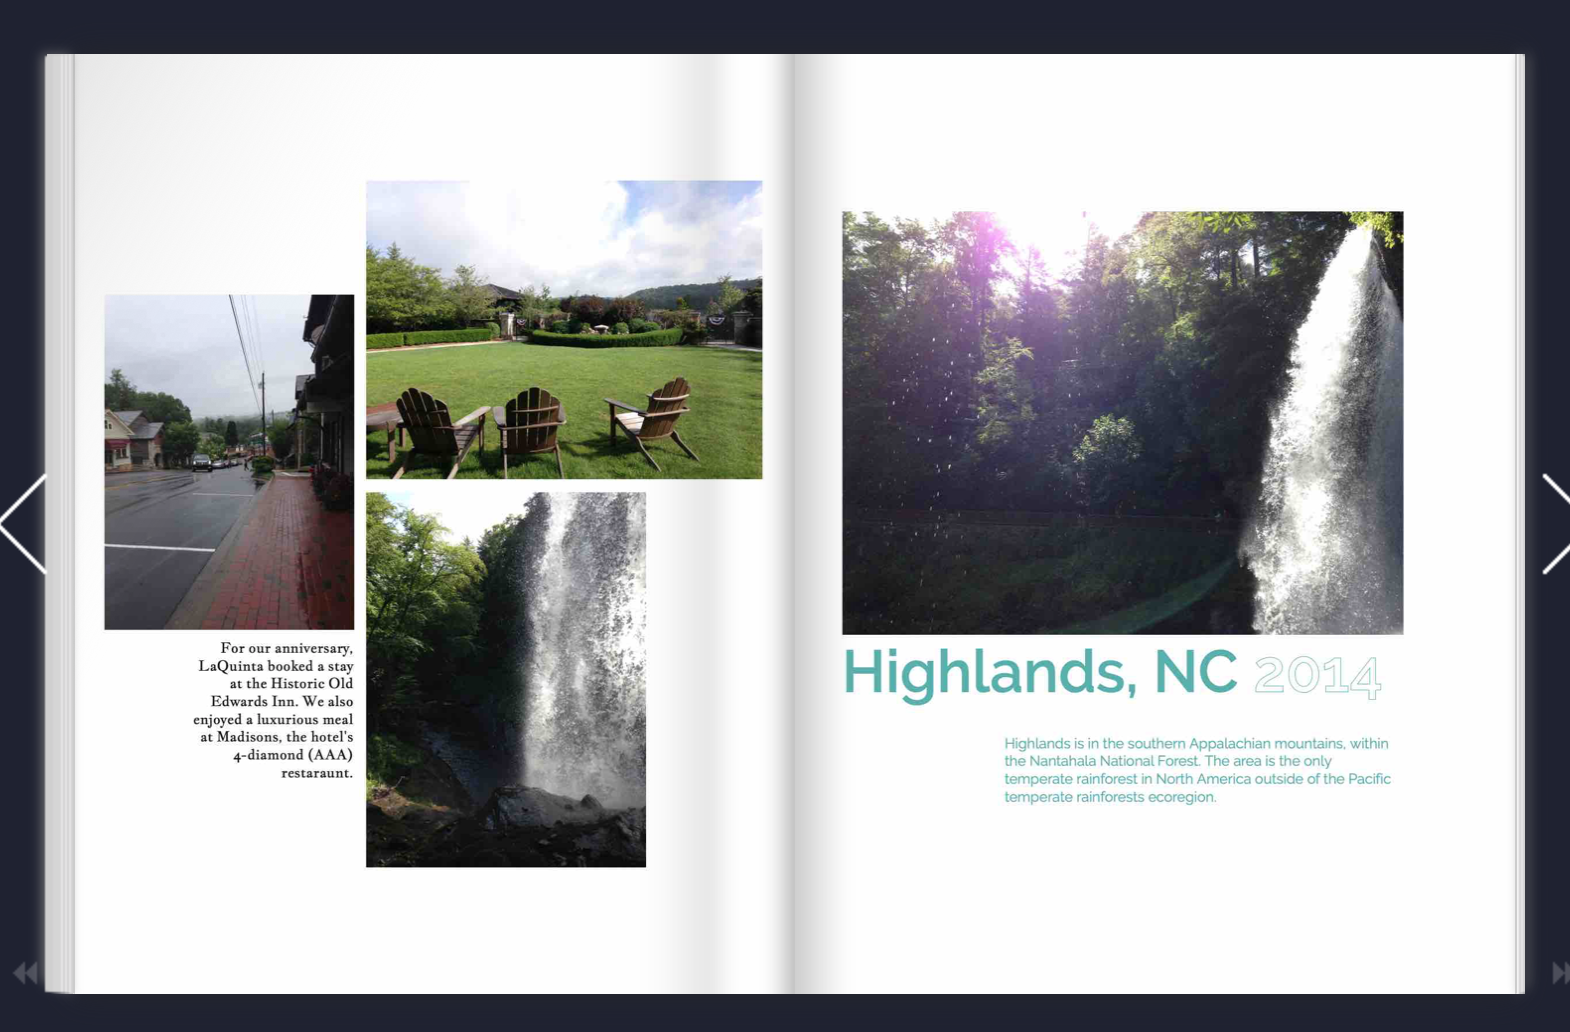 For our anniversary,
LaQuinta booked a stay
at the Historic Old
Edwards Inn. We also
enjoyed a luxurious meal
at Madisons, the hotel's
4-diamond (AAA)
restaraunt.
Highlands, NC 2014
Highlands is in the southern Appalachian mountains, within
the Nantahala National Forest. The area is the only
temperate rainforest in North America outside of the Pacific
temperate rainforests ecoregion.